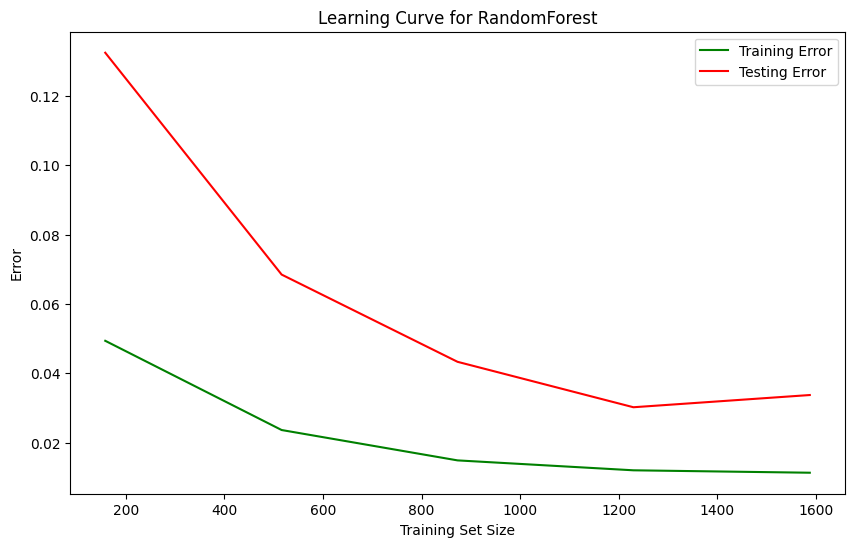 Learning Curve for RandomForest
Training Error
Testing Error
0.12
0.10
0.08
0.06
0.04
0.02
Error
200 400 600 800 1000 1200 1400 1600
Training Set Size